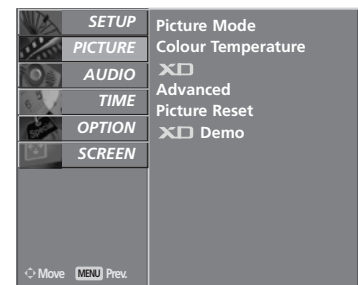 SETUP
PICTURE
AUDIO
TIME
OPTION
SCREEN
Move MENU Prev.
Picture Mode
Colour Temperature
XD
Advanced
Picture Reset
XD Demo